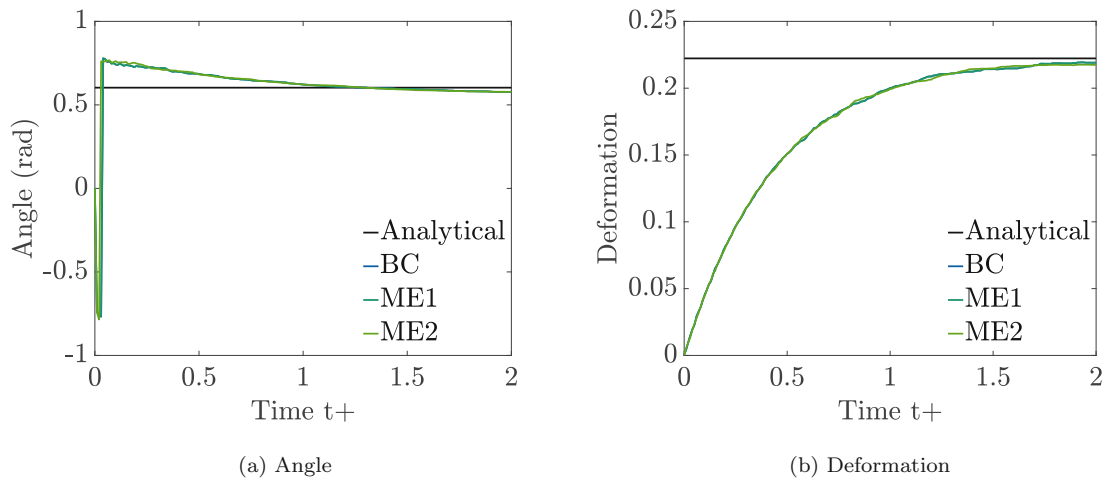 1
0.5
0
-0.5
-1
Angle (rad)
Analytical
BC
ME1
ME2
0 0.5 1 1.5 2
Time t+
(a) Angle
0.25
0.2
0.15
0.1
0.05
0
Deformation
Analytical
BC
ME1
ME2
0 0.5 1 1.5 2
Time t+
(b) Deformation